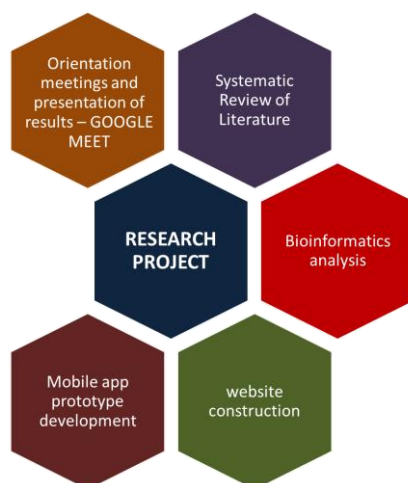 Orientation
meetings and
presentation of
results – GOOGLE
MEET
Systematic
Review of
Literature
RESEARCH
PROJECT
Bioinformatics
analysis
Mobile app
prototype
development
website
construction